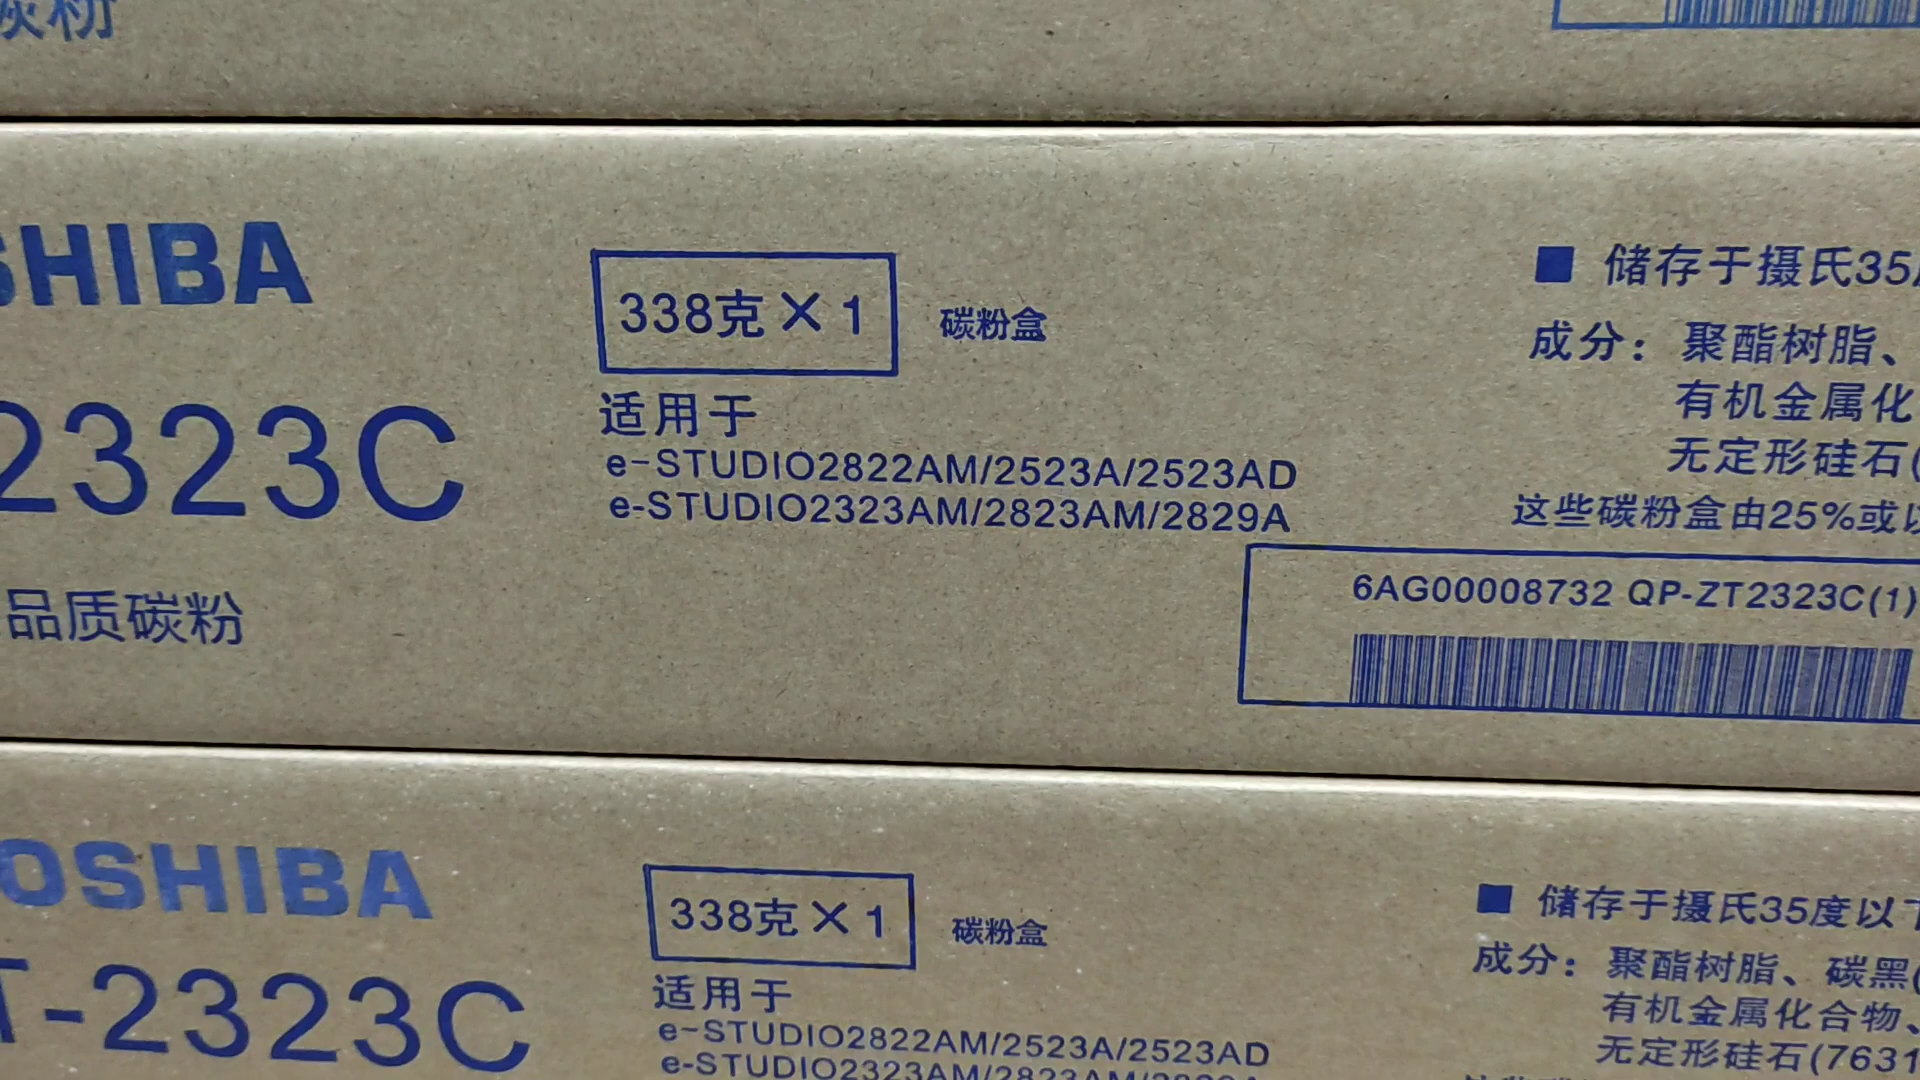 碳粉
SHIBA
2323C
品质碳粉
338克×1 碳粉盒
适用于
e-STUDIO2822AM/2523A/2523AD
e-STUDIO2323AM/2823AM/2829A
■ 储存于摄氏35
成分：聚酯树脂、
有机金属化
无定形硅石(
这些碳粉盒由25%或以
6AG00008732 QP-ZT2323C(1)
OSHIBA
T-2323C
338克×1 碳粉盒
适用于
e-STUDIO2822AM/2523A/2523AD
e-STUDIO2323AM/2823AM/2829A
■ 储存于摄氏35度以下
成分：聚酯树脂、碳黑(
有机金属化合物、
无定形硅石(7631